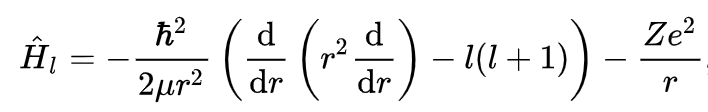 Ĥ_l = − ħ²/(2μr²) ( d/dr ( r² d/dr ) − l(l + 1) ) − Ze²/r,